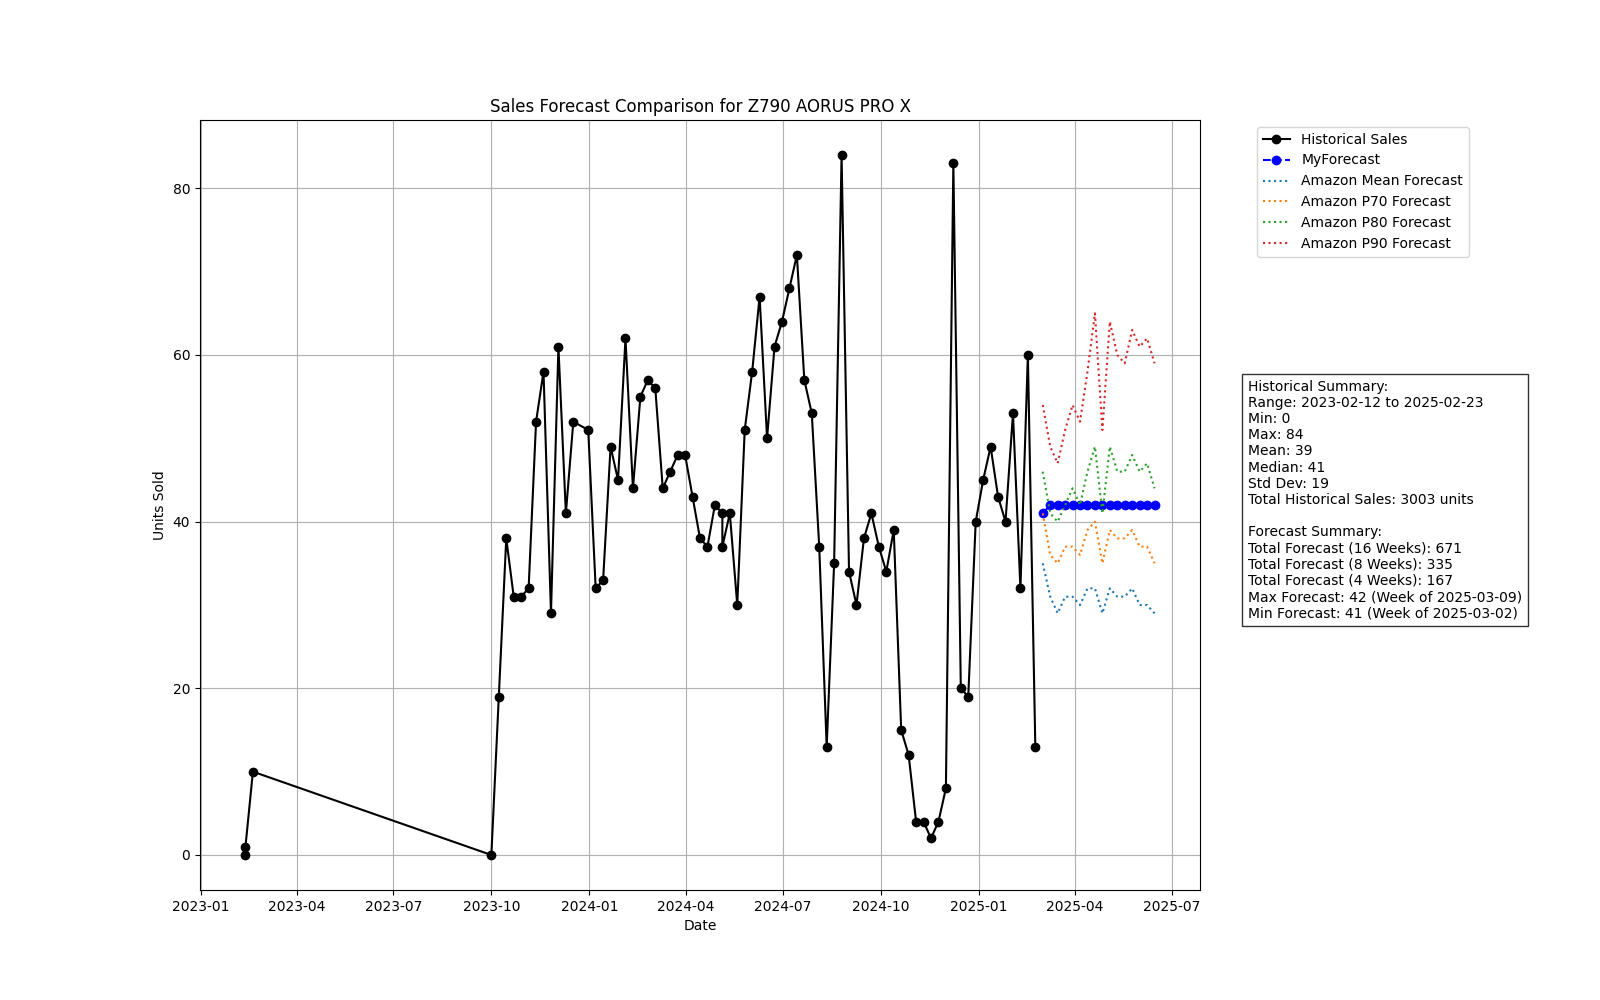 Sales Forecast Comparison for Z790 AORUS PRO X
Historical Sales
MyForecast
Amazon Mean Forecast
Amazon P70 Forecast
Amazon P80 Forecast
Amazon P90 Forecast
80
60
40
20
0
Units Sold
Historical Summary:
Range: 2023-02-12 to 2025-02-23
Min: 0
Max: 84
Mean: 39
Median: 41
Std Dev: 19
Total Historical Sales: 3003 units
Forecast Summary:
Total Forecast (16 Weeks): 671
Total Forecast (8 Weeks): 335
Total Forecast (4 Weeks): 167
Max Forecast: 42 (Week of 2025-03-09)
Min Forecast: 41 (Week of 2025-03-02)
2023-01 2023-04 2023-07 2023-10 2024-01 2024-04 2024-07 2024-10 2025-01 2025-04 2025-07
Date